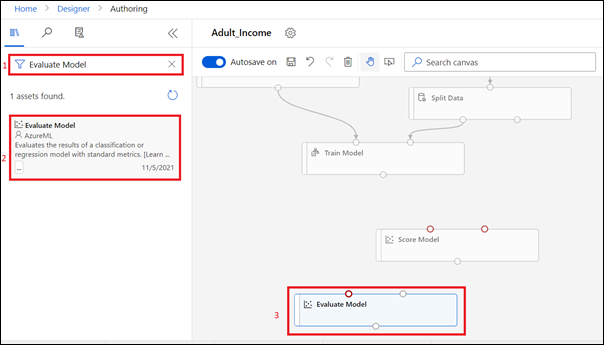 Home > Designer > Authoring
Adult_Income
1
Evaluate Model
Autosave on
Search canvas
1 assets found.
2
Evaluate Model
AzureML
Evaluates the results of a classification or
regression model with standard metrics. [Learn ...
...
11/5/2021
Split Data
Train Model
Score Model
3
Evaluate Model